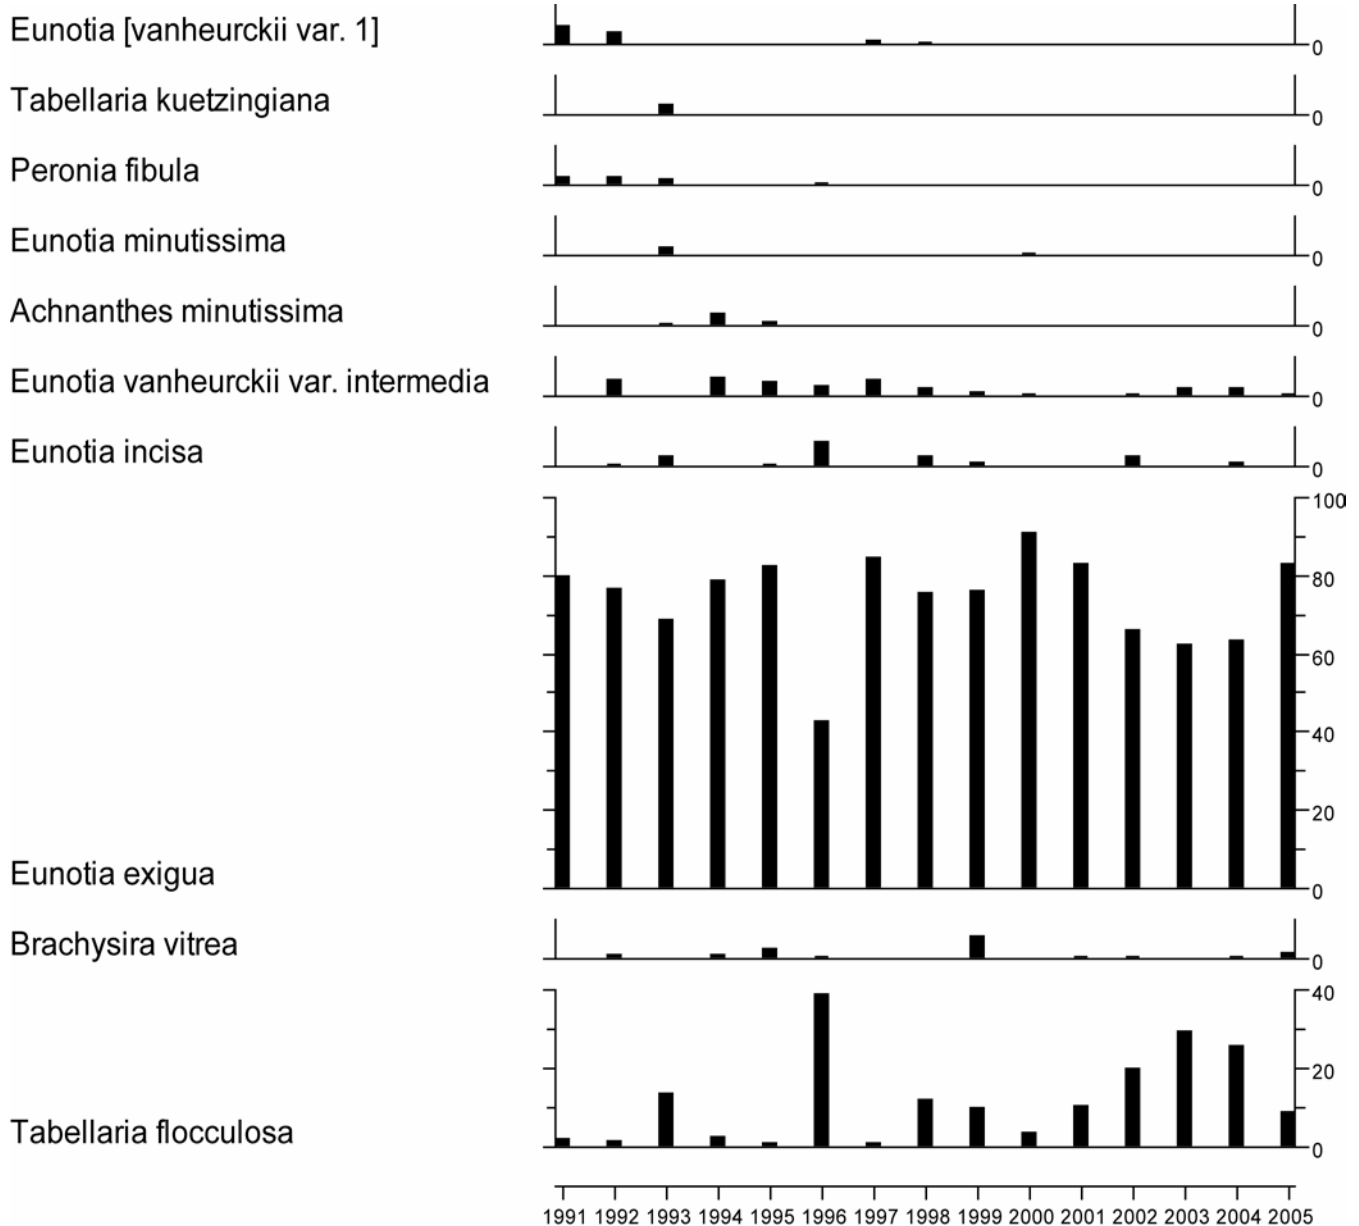 Eunotia [vanheurckii var. 1]
0
Tabellaria kuetzingiana
0
Peronia fibula
0
Eunotia minutissima
0
Achnanthes minutissima
0
Eunotia vanheurckii var. intermedia
0
Eunotia incisa
0
100
80
60
40
20
Eunotia exigua
0
Brachysira vitrea
0
40
20
Tabellaria flocculosa
0
1991 1992 1993 1994 1995 1996 1997 1998 1999 2000 2001 2002 2003 2004 2005